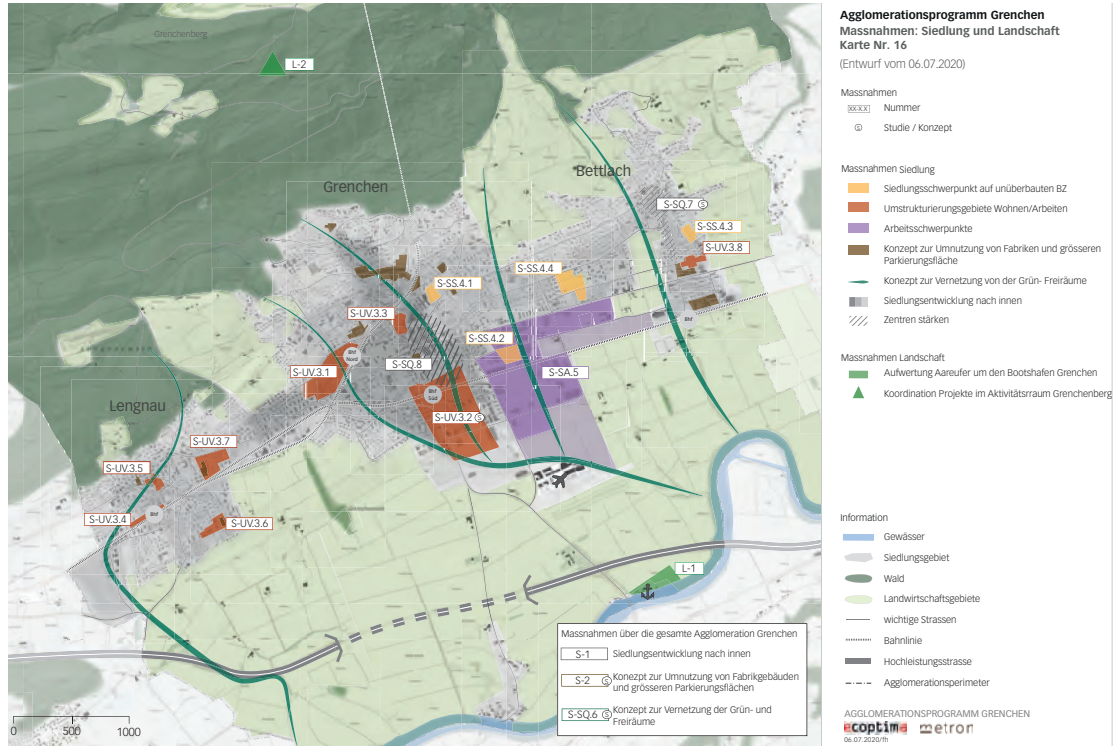 Agglomerationsprogramm Grenchen
Massnahmen: Siedlung und Landschaft
Karte Nr. 16
(Entwurf vom 06.07.2020)
Massnahmen
XX-X.X Nummer
S Studie / Konzept
Massnahmen Siedlung
Siedlungsschwerpunkt auf unüberbauten BZ
Umstrukturierungsgebiete Wohnen/Arbeiten
Arbeitsschwerpunkte
Konzept zur Umnutzung von Fabriken und grösseren
Parkierungsfläche
Konzept zur Vernetzung von der Grün- Freiräume
Siedlungsentwicklung nach innen
Zentren stärken
Massnahmen Landschaft
Aufwertung Aareufer um den Bootshafen Grenchen
Koordination Projekte im Aktivitätsraum Grenchenberg
Information
Gewässer
Siedlungsgebiet
Wald
Landwirtschaftsgebiete
wichtige Strassen
Bahnlinie
Hochleistungsstrasse
Agglomerationsperimeter
AGGLOMERATIONSPROGRAMM GRENCHEN
ecoptima metron
06.07.2020/fh
Grenchenberg
L-2
Grenchen
Bettlach
S-SQ.7 S
S-SS.4.3
S-UV.3.8
S-SS.4.4
S-SS.4.1
S-UV.3.3
S-SS.4.2
Bhf
Bhf
Nord
S-SQ.8
S-UV.3.1
S-SA.5
Bhf
Süd
Lengnau
S-UV.3.2 S
S-UV.3.7
S-UV.3.5
Bhf
S-UV.3.4
S-UV.3.6
L-1
Massnahmen über die gesamte Agglomeration Grenchen
S-1 Siedlungsentwicklung nach innen
S-2 S Konezpt zur Umnutzung von Fabrikgebäuden
und grösseren Parkierungsflächen
S-SQ.6 S Konzept zur Vernetzung der Grün- und
Freiräume
0 500 1000